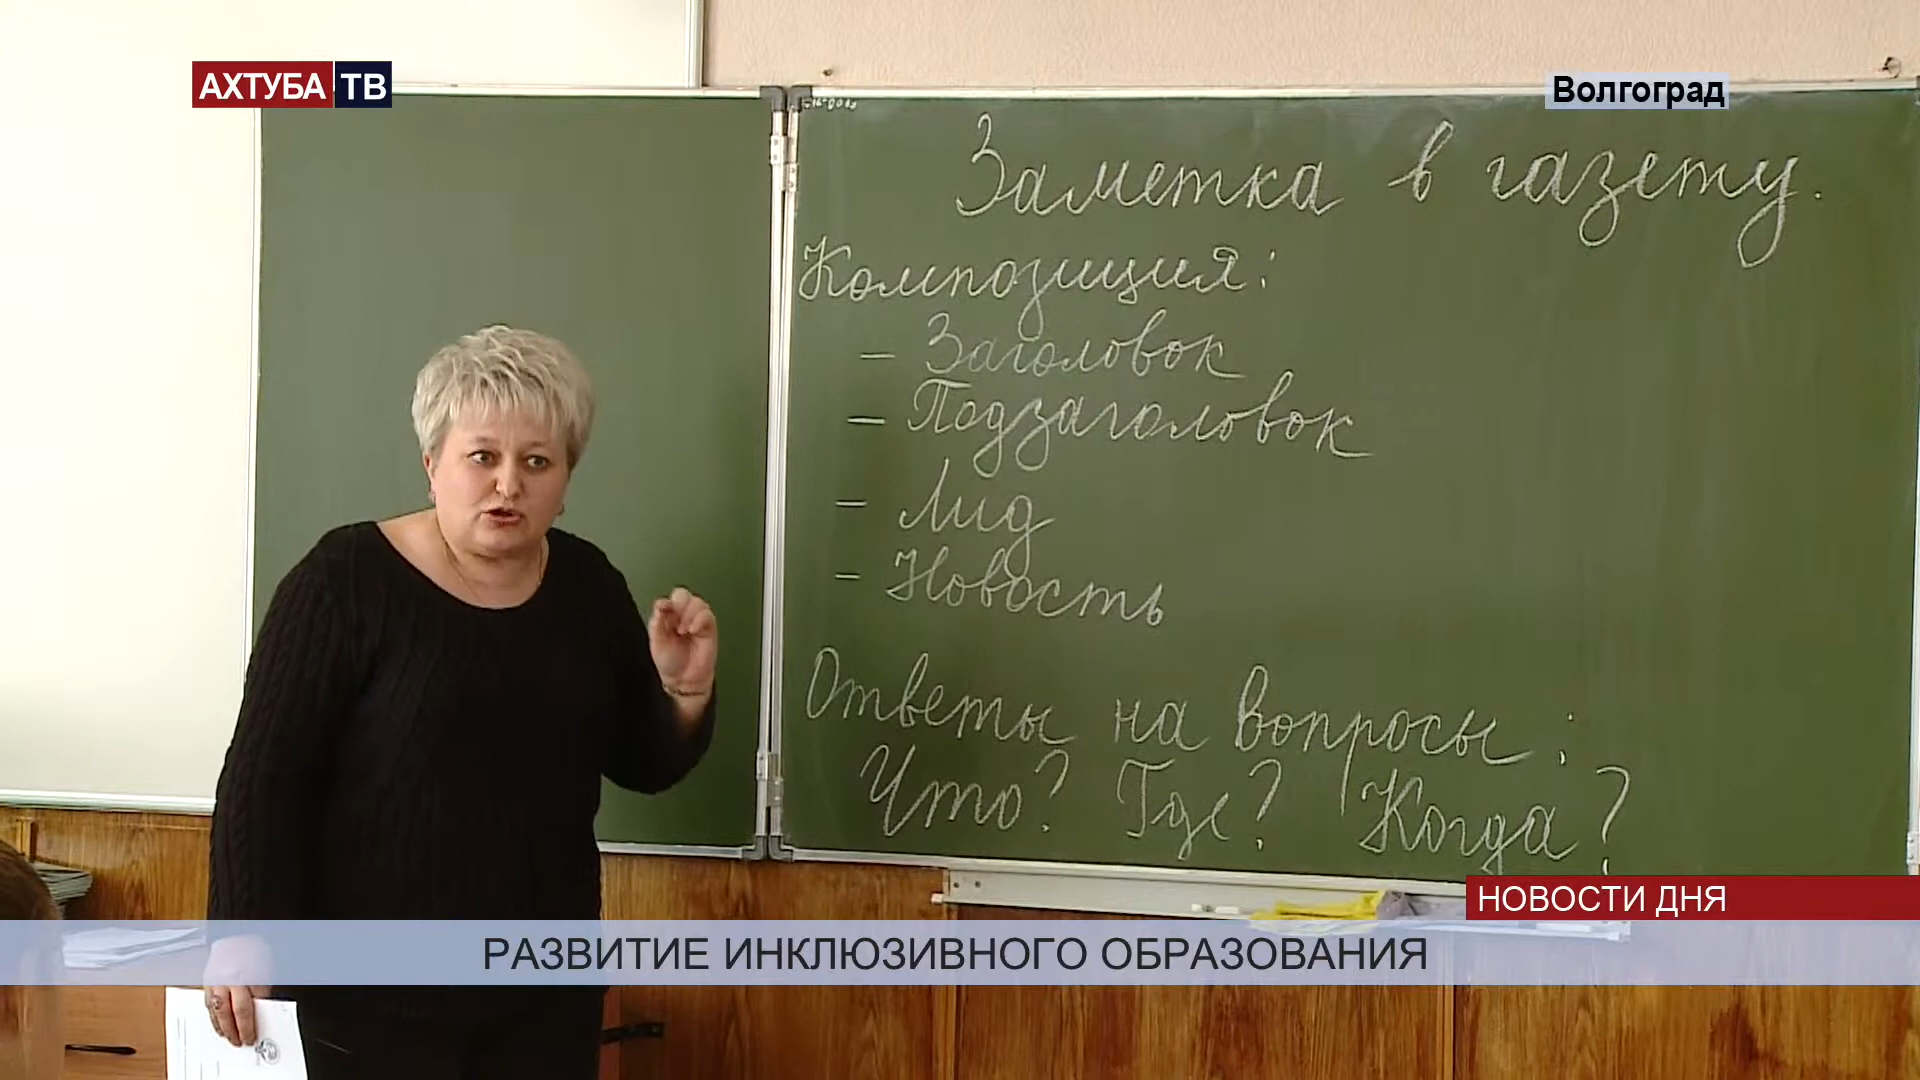 АХТУБА ТВ
Волгоград
Заметка в газету.
Композиция:
– Заголовок
– Подзаголовок
– Лид
– Новость
Ответы на вопросы:
Что? Где? Когда?
НОВОСТИ ДНЯ
РАЗВИТИЕ ИНКЛЮЗИВНОГО ОБРАЗОВАНИЯ